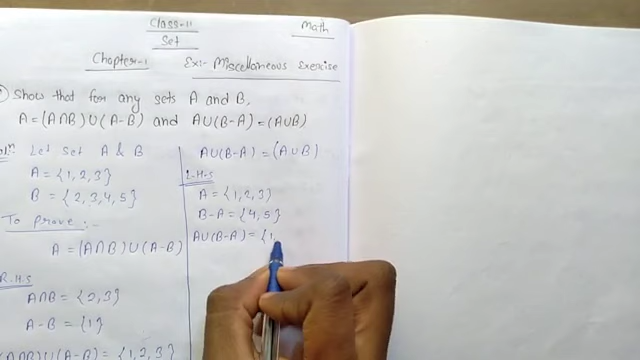 Class-11
Math
Set
Chapter-1
Ex:- Miscellaneous Exercise
Show that for any sets A and B,
A = (A∩B) ∪ (A-B) and A∪(B-A) = (A∪B)
Let Set A & B
A = {1,2,3}
B = {2,3,4,5}
To prove:-
A = (A∩B) ∪ (A-B)
R.H.S
A∩B = {2,3}
A-B = {1}
(A∩B) ∪ (A-B) = {1,2,3}
A∪(B-A) = (A∪B)
L.H.S
A = {1,2,3}
B-A = {4,5}
A∪(B-A) = {1,